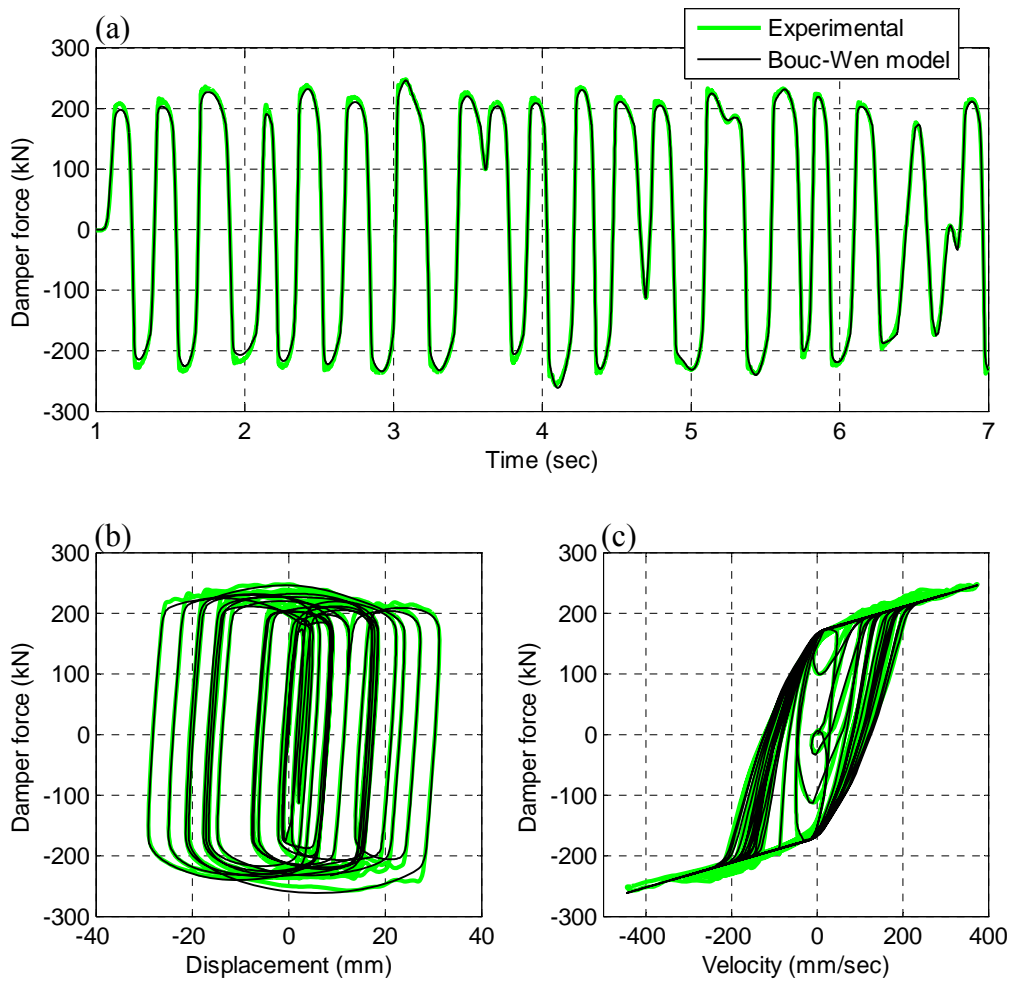 (a)
Experimental
Bouc-Wen model
300
200
100
0
-100
-200
-300
Damper force (kN)
1 2 3 4 5 6 7
Time (sec)
(b)
300
200
100
0
-100
-200
-300
Damper force (kN)
-40 -20 0 20 40
Displacement (mm)
(c)
300
200
100
0
-100
-200
-300
Damper force (kN)
-400 -200 0 200 400
Velocity (mm/sec)